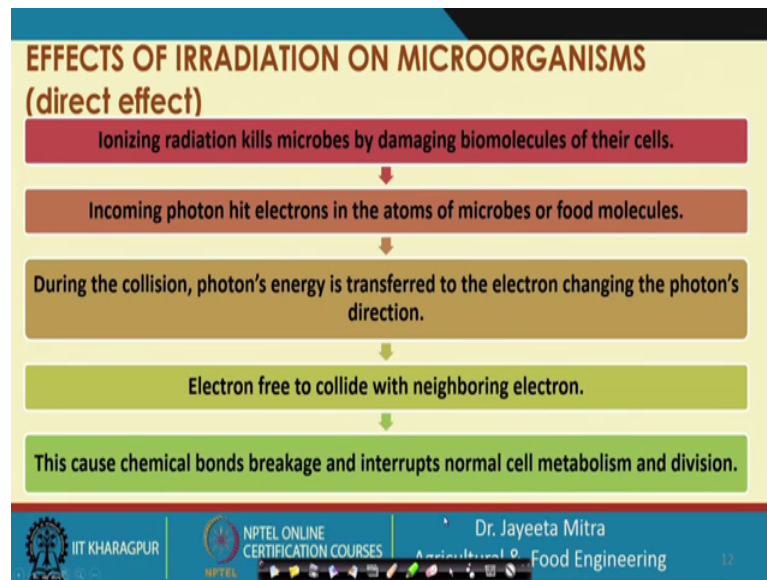 EFFECTS OF IRRADIATION ON MICROORGANISMS
(direct effect)
Ionizing radiation kills microbes by damaging biomolecules of their cells.
Incoming photon hit electrons in the atoms of microbes or food molecules.
During the collision, photon's energy is transferred to the electron changing the photon's
direction.
Electron free to collide with neighboring electron.
This cause chemical bonds breakage and interrupts normal cell metabolism and division.
IIT KHARAGPUR
NPTEL
NPTEL ONLINE
CERTIFICATION COURSES
Dr. Jayeeta Mitra
Agricultural & Food Engineering
12